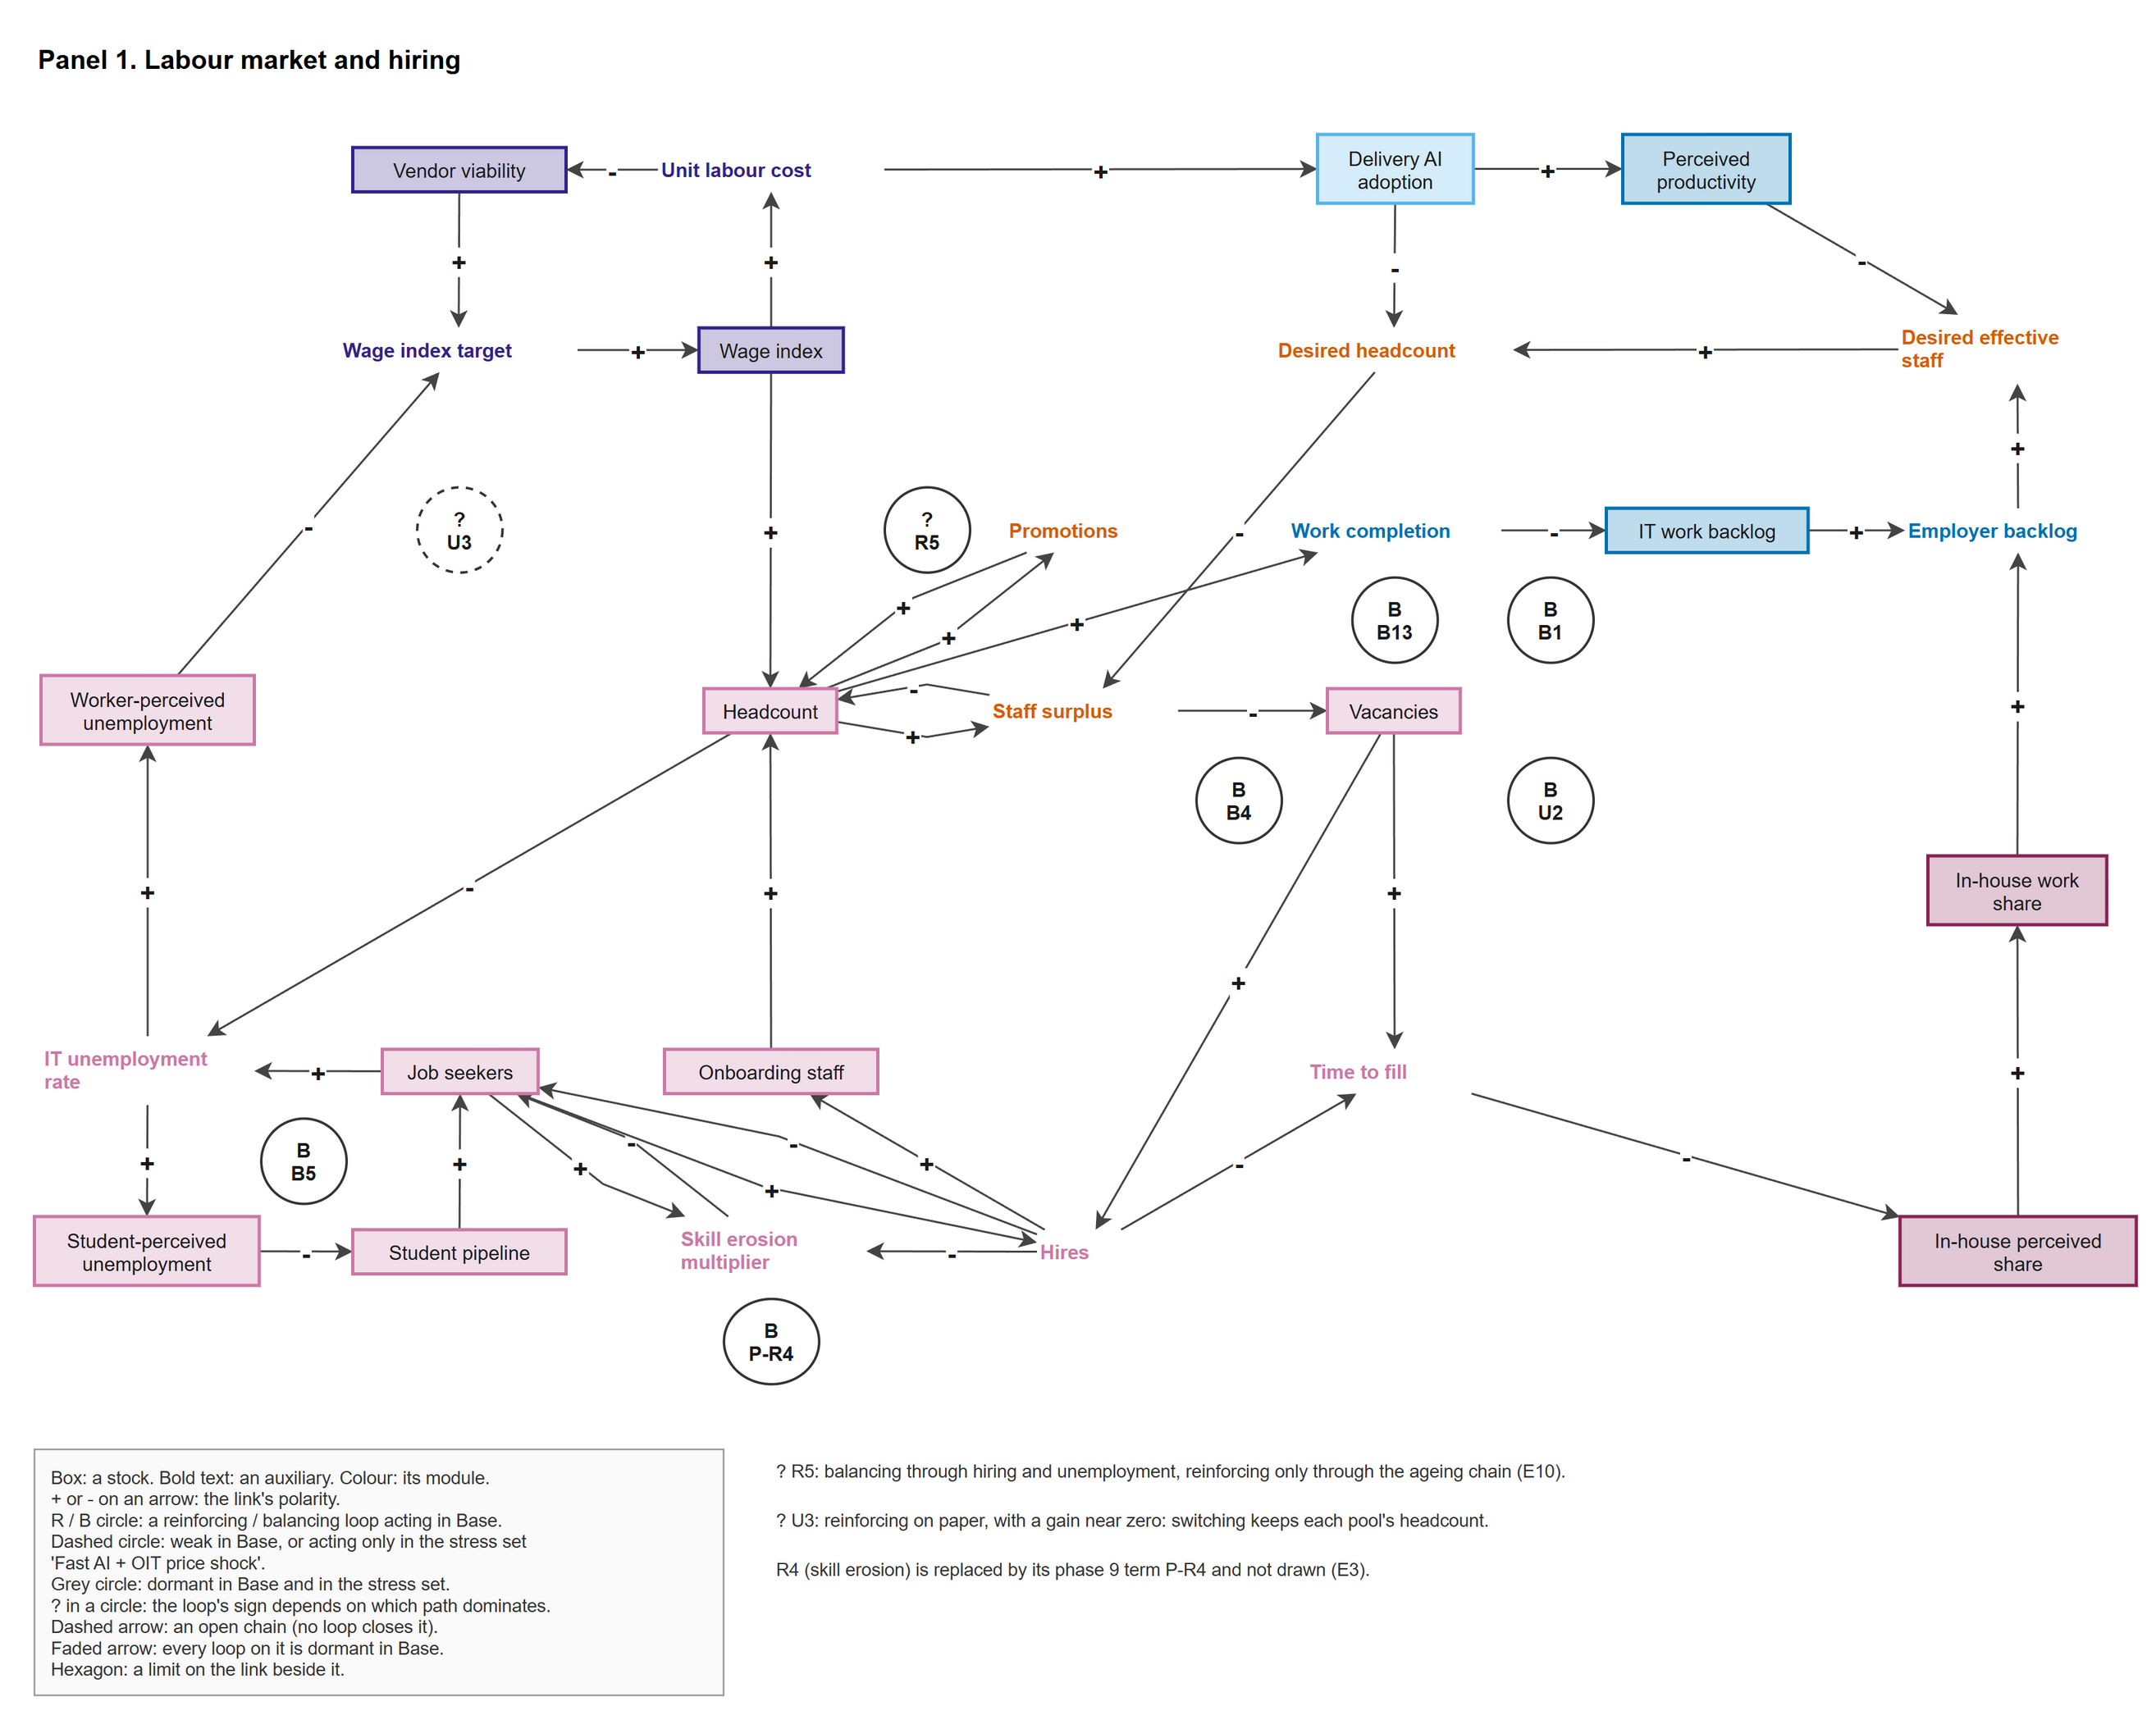 Panel 1. Labour market and hiring
Vendor viability
-
Unit labour cost
+
Delivery AI
adoption
+
Perceived
productivity
+
+
-
-
Wage index target
+
Wage index
Desired headcount
+
Desired effective
staff
+
-
?
U3
+
?
R5
Promotions
-
Work completion
-
IT work backlog
+
Employer backlog
+
+
+
B
B13
B
B1
Worker-perceived
unemployment
Headcount
-
+
Staff surplus
-
Vacancies
+
B
B4
B
U2
+
-
+
+
+
In-house work
share
IT unemployment
rate
+
Job seekers
Onboarding staff
Time to fill
+
+
B
B5
+
+
-
+
-
+
-
-
Student-perceived
unemployment
-
Student pipeline
Skill erosion
multiplier
-
Hires
In-house perceived
share
B
P-R4
Box: a stock. Bold text: an auxiliary. Colour: its module.
+ or - on an arrow: the link's polarity.
R / B circle: a reinforcing / balancing loop acting in Base.
Dashed circle: weak in Base, or acting only in the stress set
'Fast AI + OIT price shock'.
Grey circle: dormant in Base and in the stress set.
? in a circle: the loop's sign depends on which path dominates.
Dashed arrow: an open chain (no loop closes it).
Faded arrow: every loop on it is dormant in Base.
Hexagon: a limit on the link beside it.
? R5: balancing through hiring and unemployment, reinforcing only through the ageing chain (E10).
? U3: reinforcing on paper, with a gain near zero: switching keeps each pool's headcount.
R4 (skill erosion) is replaced by its phase 9 term P-R4 and not drawn (E3).